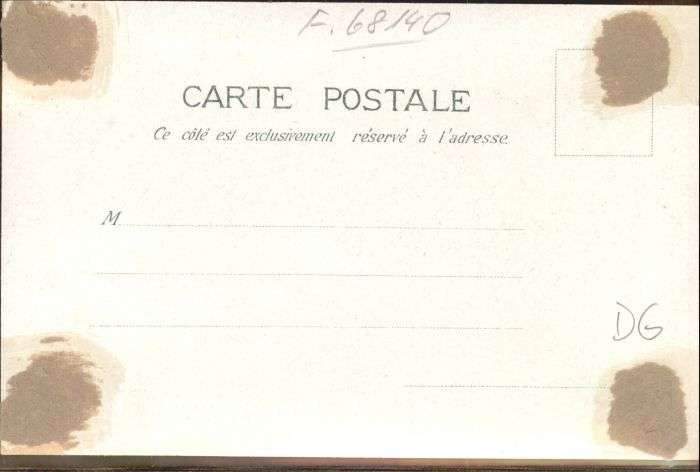 F. 68140
CARTE POSTALE
Ce côté est exclusivement réservé à l'adresse
M
DG